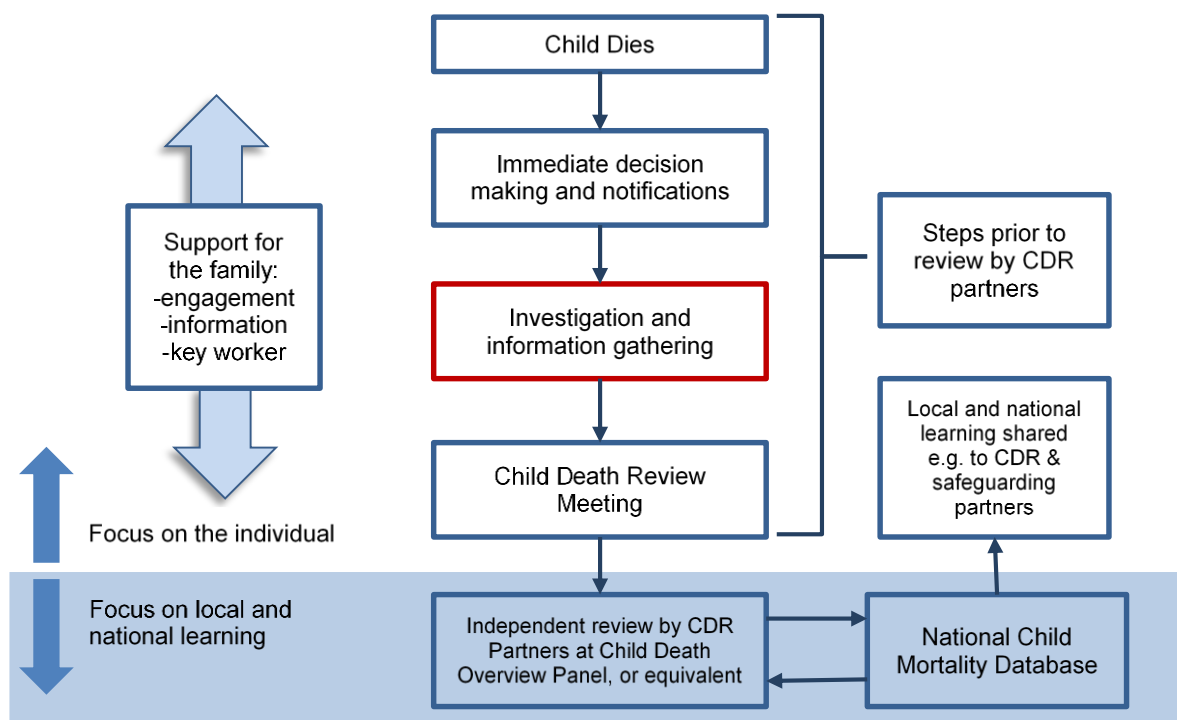 Child Dies
Immediate decision
making and notifications
Support for
the family:
-engagement
-information
-key worker
Steps prior to
review by CDR
partners
Investigation and
information gathering
Local and national
learning shared
e.g. to CDR &
safeguarding
partners
Child Death Review
Meeting
Focus on the individual
Focus on local and
national learning
Independent review by CDR
Partners at Child Death
Overview Panel, or equivalent
National Child
Mortality Database